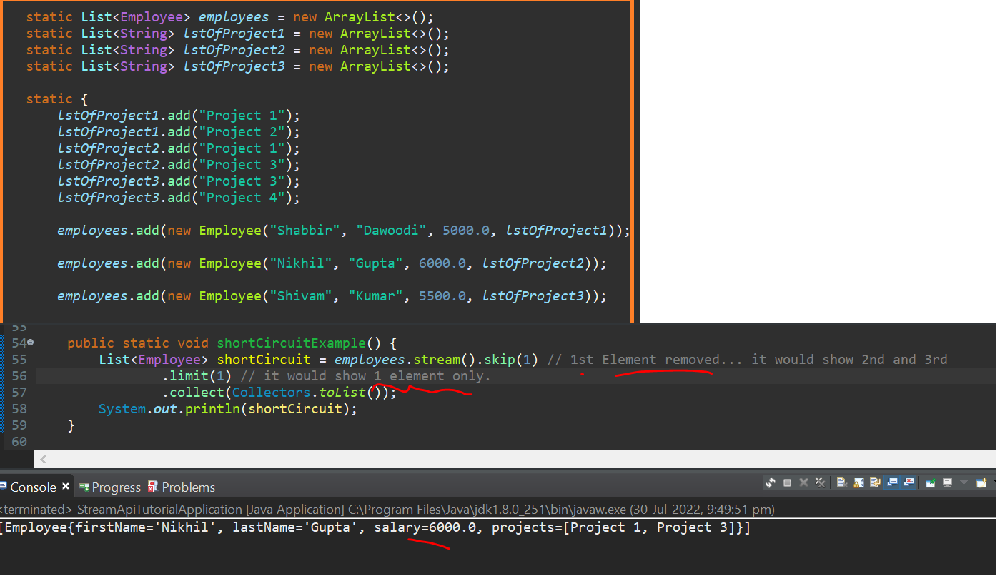 static List<Employee> employees = new ArrayList<>();
static List<String> lstOfProject1 = new ArrayList<>();
static List<String> lstOfProject2 = new ArrayList<>();
static List<String> lstOfProject3 = new ArrayList<>();
static {
lstOfProject1.add("Project 1");
lstOfProject1.add("Project 2");
lstOfProject2.add("Project 1");
lstOfProject2.add("Project 3");
lstOfProject3.add("Project 3");
lstOfProject3.add("Project 4");
employees.add(new Employee("Shabbir", "Dawoodi", 5000.0, lstOfProject1));
employees.add(new Employee("Nikhil", "Gupta", 6000.0, lstOfProject2));
employees.add(new Employee("Shivam", "Kumar", 5500.0, lstOfProject3));
53
54 public static void shortCircuitExample() {
55 List<Employee> shortCircuit = employees.stream().skip(1) // 1st Element removed... it would show 2nd and 3rd
56 .limit(1) // it would show 1 element only.
57 .collect(Collectors.toList());
58 System.out.println(shortCircuit);
59 }
60
Console Progress Problems
<terminated> StreamApiTutorialApplication [Java Application] C:\Program Files\Java\jdk1.8.0_251\bin\javaw.exe (30-Jul-2022, 9:49:51 pm)
[Employee{firstName='Nikhil', lastName='Gupta', salary=6000.0, projects=[Project 1, Project 3]}]